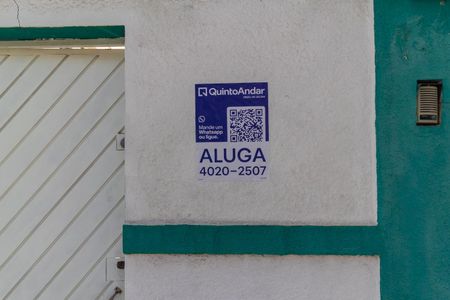 QuintoAndar
Mande um
Whatsapp
ou ligue.
ALUGA
4020-2507